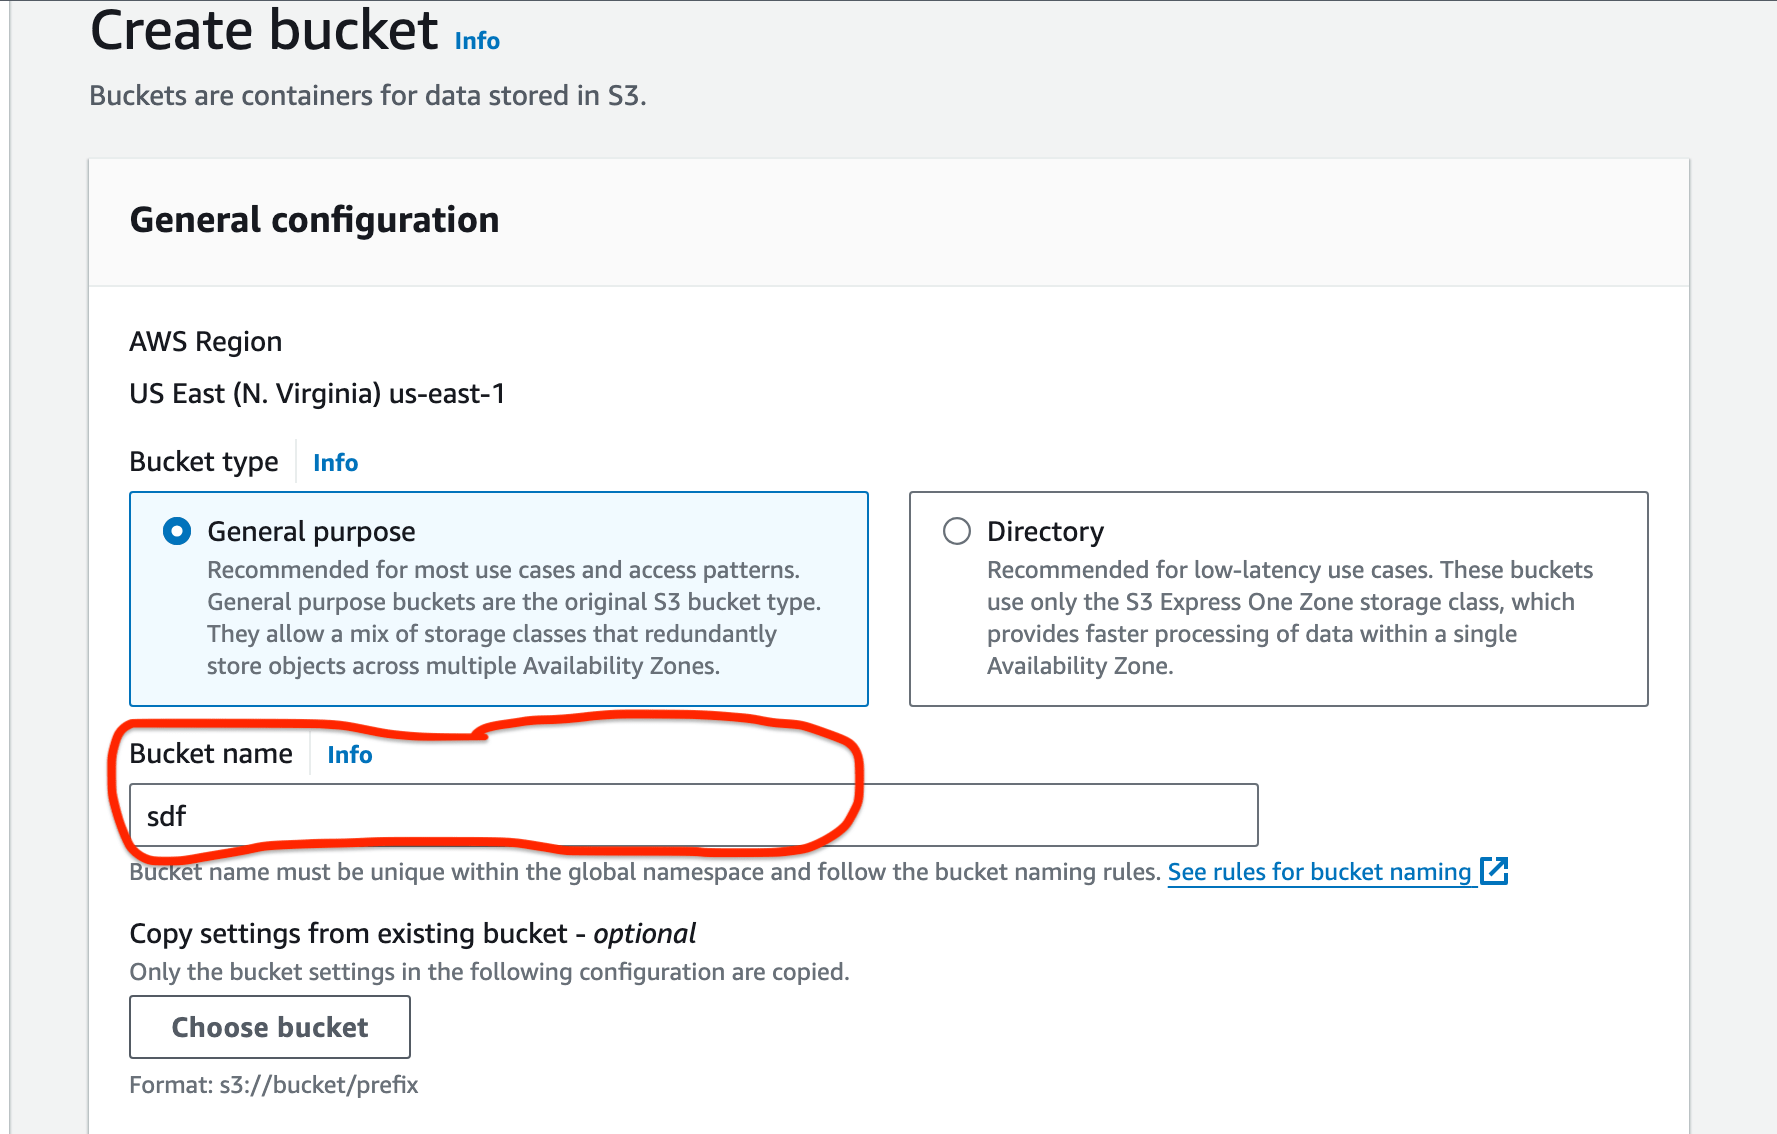 Create bucket Info
Buckets are containers for data stored in S3.
General configuration
AWS Region
US East (N. Virginia) us-east-1
Bucket type Info
General purpose
Recommended for most use cases and access patterns.
General purpose buckets are the original S3 bucket type.
They allow a mix of storage classes that redundantly
store objects across multiple Availability Zones.
Directory
Recommended for low-latency use cases. These buckets
use only the S3 Express One Zone storage class, which
provides faster processing of data within a single
Availability Zone.
Bucket name Info
sdf
Bucket name must be unique within the global namespace and follow the bucket naming rules. See rules for bucket naming
Copy settings from existing bucket - optional
Only the bucket settings in the following configuration are copied.
Choose bucket
Format: s3://bucket/prefix